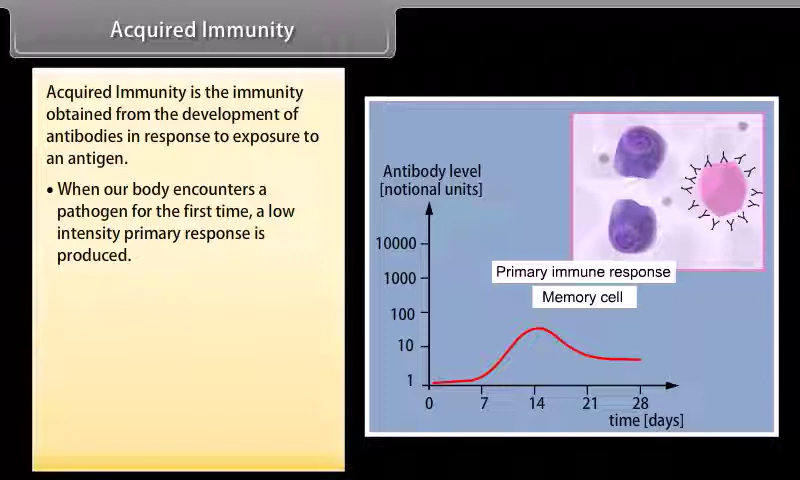 Acquired Immunity
Acquired Immunity is the immunity
obtained from the development of
antibodies in response to exposure to
an antigen.
• When our body encounters a
pathogen for the first time, a low
intensity primary response is
produced.
Antibody level
[notional units]
10000
1000
100
10
1
Primary immune response
Memory cell
0 7 14 21 28
time [days]